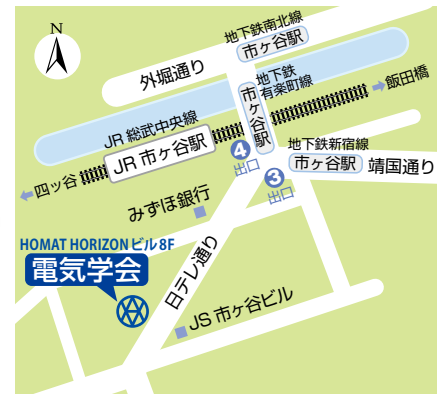 N
地下鉄南北線
市ヶ谷駅
外堀通り
地下鉄
有楽町線
市ヶ谷駅
飯田橋
JR 総武中央線
JR 市ヶ谷駅
四ッ谷
4
出口
地下鉄新宿線
市ヶ谷駅
靖国通り
3
出口
みずほ銀行
HOMAT HORIZONビル8F
電気学会
日テレ通り
JS 市ヶ谷ビル